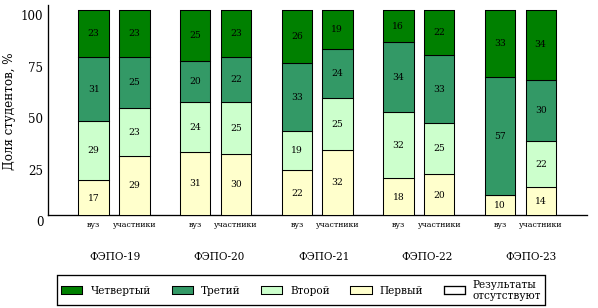 Доля студентов, %
100
75
50
25
0
23 23 25 23 26 19 16 22 33 34
31 25 20 22 33 24 34 33 57 30
29 23 24 25 19 25 32 25 22
17 29 31 30 22 32 18 20 10 14
вуз участники вуз участники вуз участники вуз участники вуз участники
ФЭПО-19 ФЭПО-20 ФЭПО-21 ФЭПО-22 ФЭПО-23
Четвертый Третий Второй Первый Результаты
отсутствуют